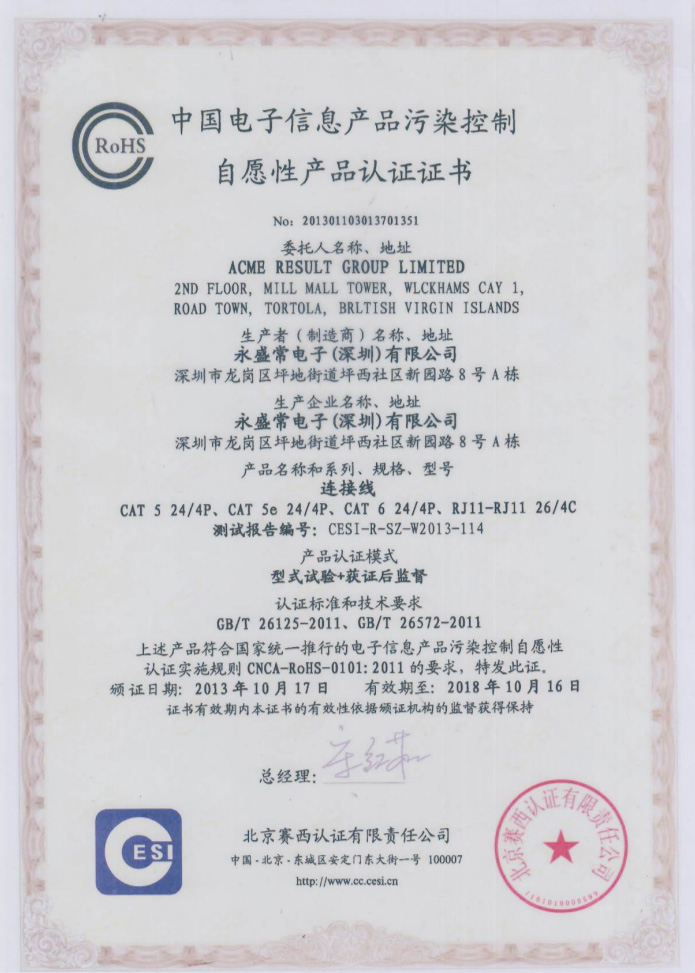 RoHS
中国电子信息产品污染控制
自愿性产品认证证书
No: 201301103013701351
委托人名称、地址
ACME RESULT GROUP LIMITED
2ND FLOOR, MILL MALL TOWER, WLCKHAMS CAY 1,
ROAD TOWN, TORTOLA, BRLTISH VIRGIN ISLANDS
生产者（制造商）名称、地址
永盛常电子(深圳)有限公司
深圳市龙岗区坪地街道坪西社区新园路8号A栋
生产企业名称、地址
永盛常电子(深圳)有限公司
深圳市龙岗区坪地街道坪西社区新园路8号A栋
产品名称和系列、规格、型号
连接线
CAT 5 24/4P、CAT 5e 24/4P、CAT 6 24/4P、RJ11-RJ11 26/4C
测试报告编号: CESI-R-SZ-W2013-114
产品认证模式
型式试验+获证后监督
认证标准和技术要求
GB/T 26125-2011、GB/T 26572-2011
上述产品符合国家统一推行的电子信息产品污染控制自愿性
认证实施规则 CNCA-RoHS-0101:2011 的要求，特发此证。
颁证日期: 2013年10月17日 有效期至: 2018年10月16日
证书有效期内本证书的有效性依据颁证机构的监督获得保持
总经理:
CESI
北京赛西认证有限责任公司
中国-北京-东城区安定门东大街一号 100007
http://www.cc.cesi.cn
北京赛西认证有限责任公司